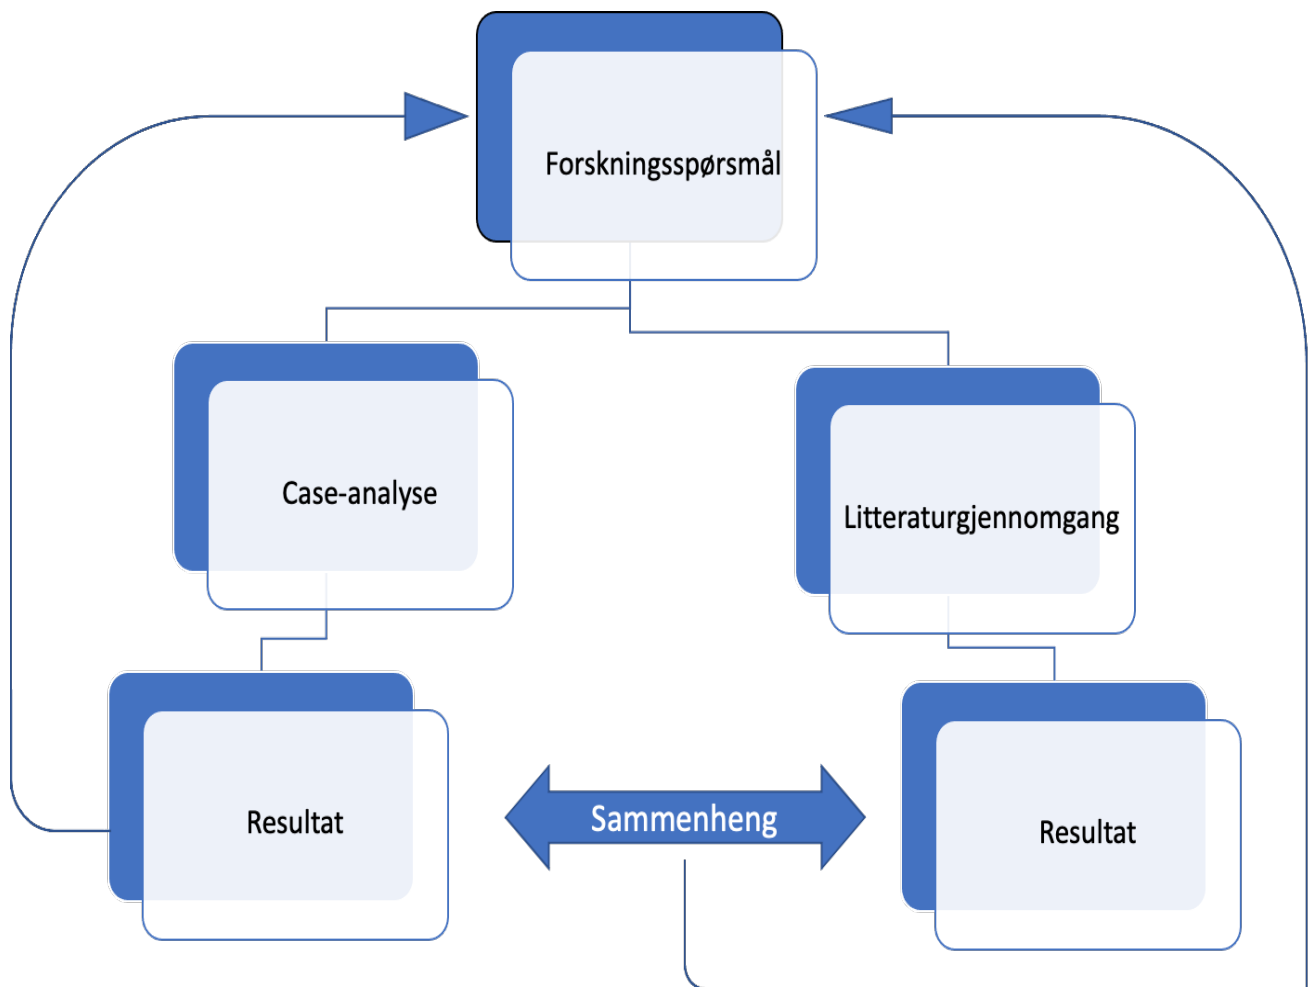 Forskningsspørsmål
Case-analyse
Litteraturgjennomgang
Resultat
Sammenheng
Resultat